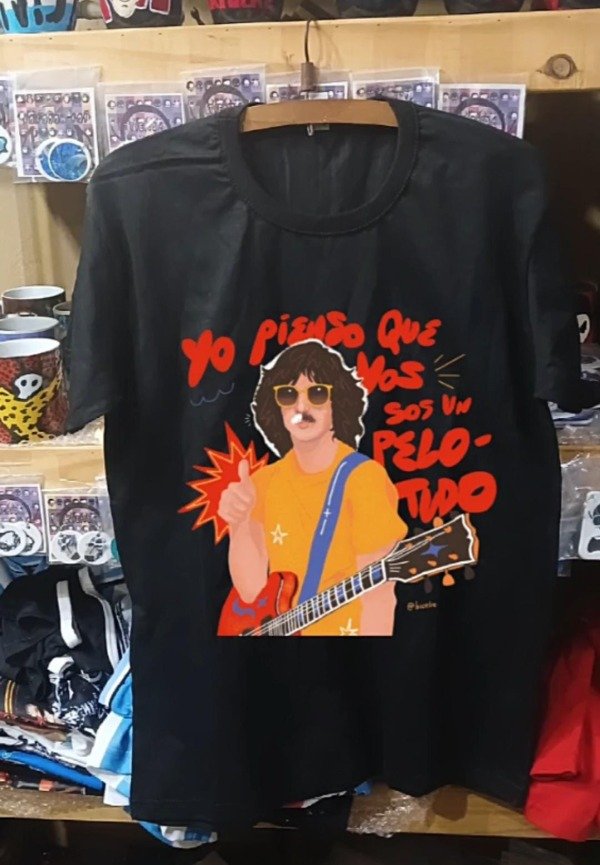 YO PiENSO QUE
VOS
SOS UN
PELO-
TUDO